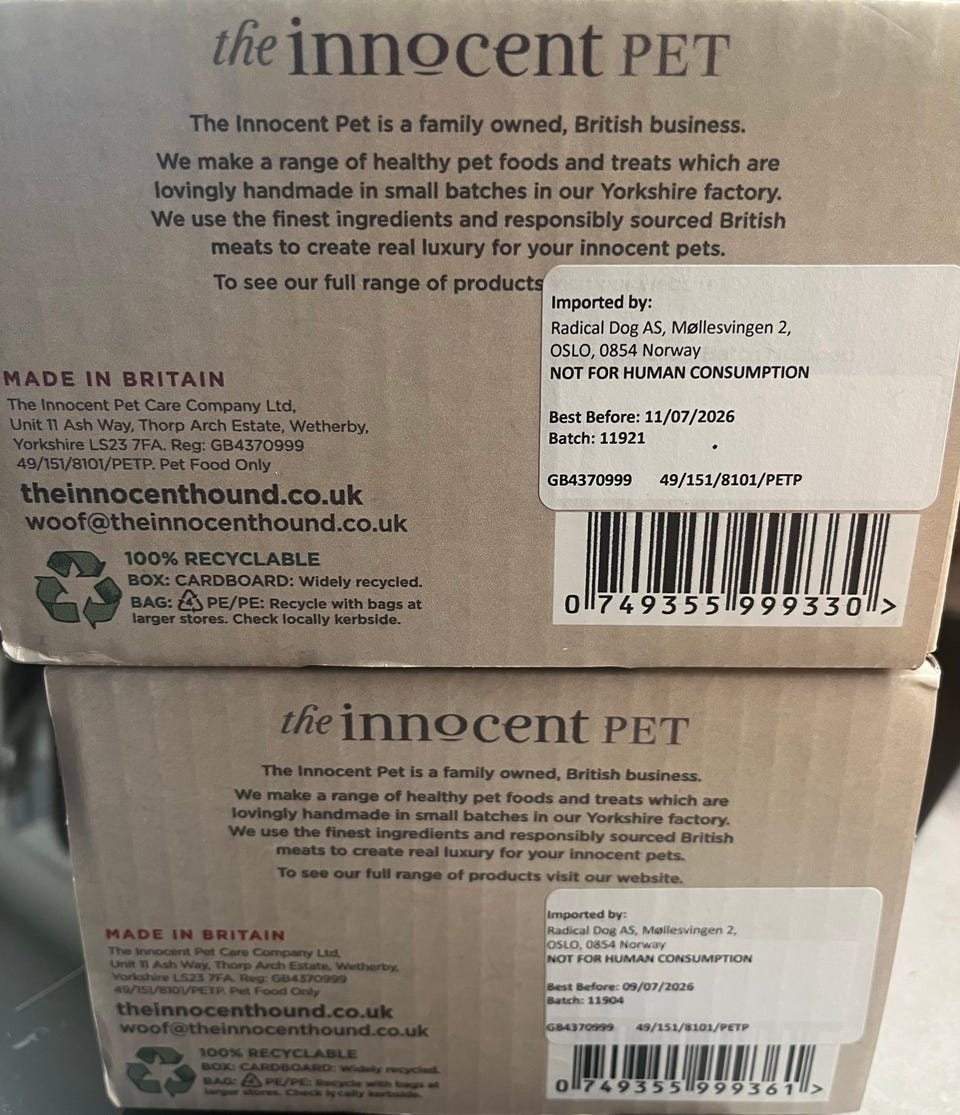 the innocent PET
The Innocent Pet is a family owned, British business.
We make a range of healthy pet foods and treats which are
lovingly handmade in small batches in our Yorkshire factory.
We use the finest ingredients and responsibly sourced British
meats to create real luxury for your innocent pets.
To see our full range of products
Imported by:
Radical Dog AS, Møllesvingen 2,
OSLO, 0854 Norway
NOT FOR HUMAN CONSUMPTION
Best Before: 11/07/2026
Batch: 11921
GB4370999 49/151/8101/PETP
MADE IN BRITAIN
The Innocent Pet Care Company Ltd,
Unit 11 Ash Way, Thorp Arch Estate, Wetherby,
Yorkshire LS23 7FA. Reg: GB4370999
49/151/8101/PETP. Pet Food Only
theinnocenthound.co.uk
woof@theinnocenthound.co.uk
100% RECYCLABLE
BOX: CARDBOARD: Widely recycled.
BAG: 4 PE/PE: Recycle with bags at
larger stores. Check locally kerbside.
0 749355 999330 >
the innocent PET
The Innocent Pet is a family owned, British business.
We make a range of healthy pet foods and treats which are
lovingly handmade in small batches in our Yorkshire factory.
We use the finest ingredients and responsibly sourced British
meats to create real luxury for your innocent pets.
To see our full range of products visit our website.
Imported by:
Radical Dog AS, Møllesvingen 2,
OSLO, 0854 Norway
NOT FOR HUMAN CONSUMPTION
Best Before: 09/07/2026
Batch: 11904
GB4370999 49/151/8101/PETP
MADE IN BRITAIN
The Innocent Pet Care Company Ltd,
Unit 11 Ash Way, Thorp Arch Estate, Wetherby,
Yorkshire LS23 7FA. Reg: GB4370999
49/151/8101/PETP. Pet Food Only
theinnocenthound.co.uk
woof@theinnocenthound.co.uk
100% RECYCLABLE
BOX: CARDBOARD: Widely recycled.
BAG: 4 PE/PE: Recycle with bags at
larger stores. Check locally kerbside.
0 749355 999361 >